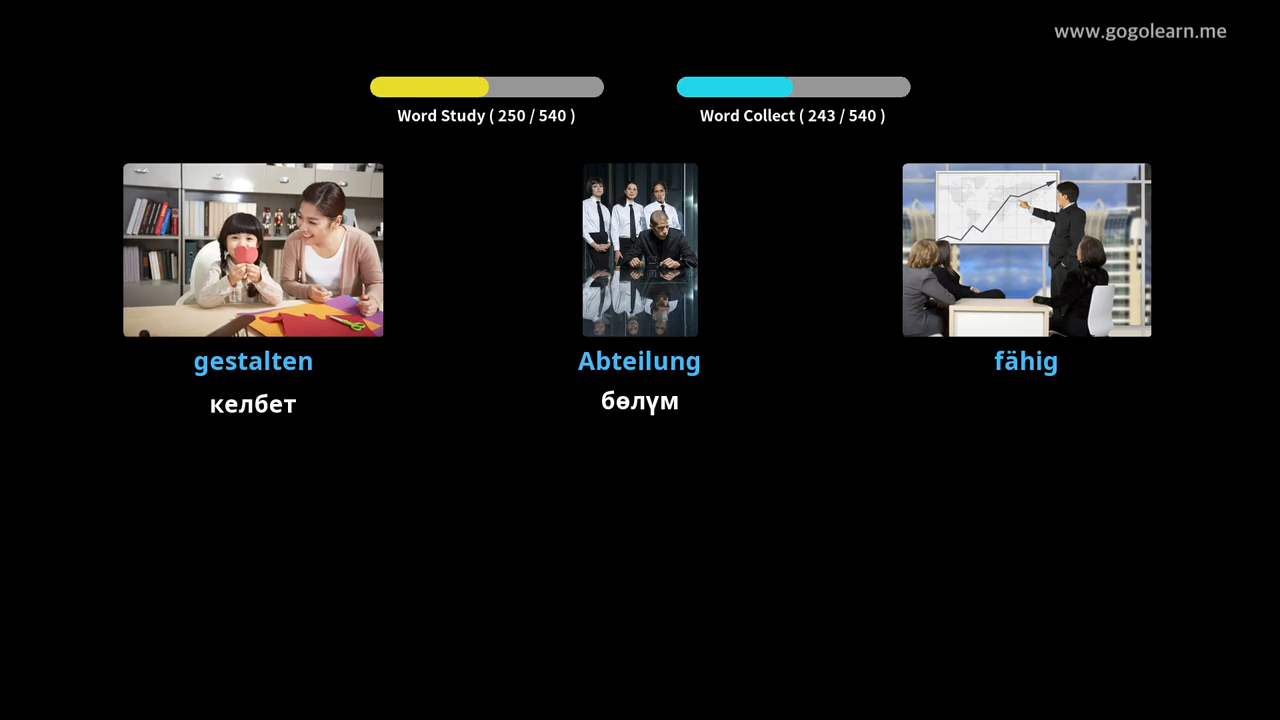 www.gogolearn.me
Word Study ( 250 / 540 )
Word Collect ( 243 / 540 )
gestalten
Abteilung
fähig
келбет
бөлүм